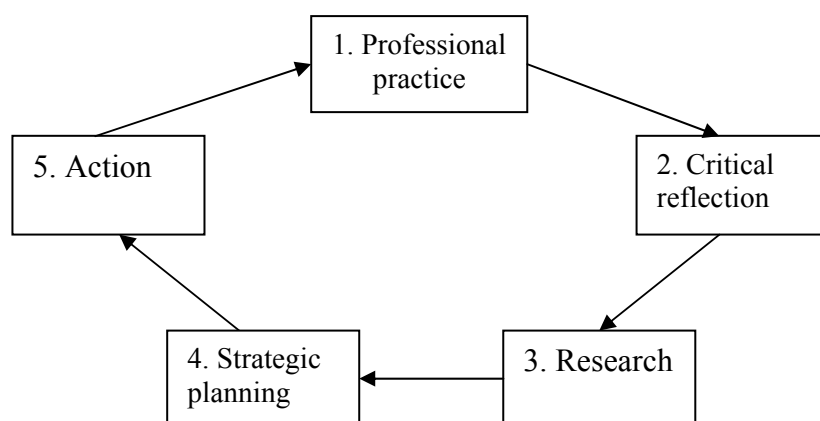 1. Professional
practice
2. Critical
reflection
3. Research
4. Strategic
planning
5. Action